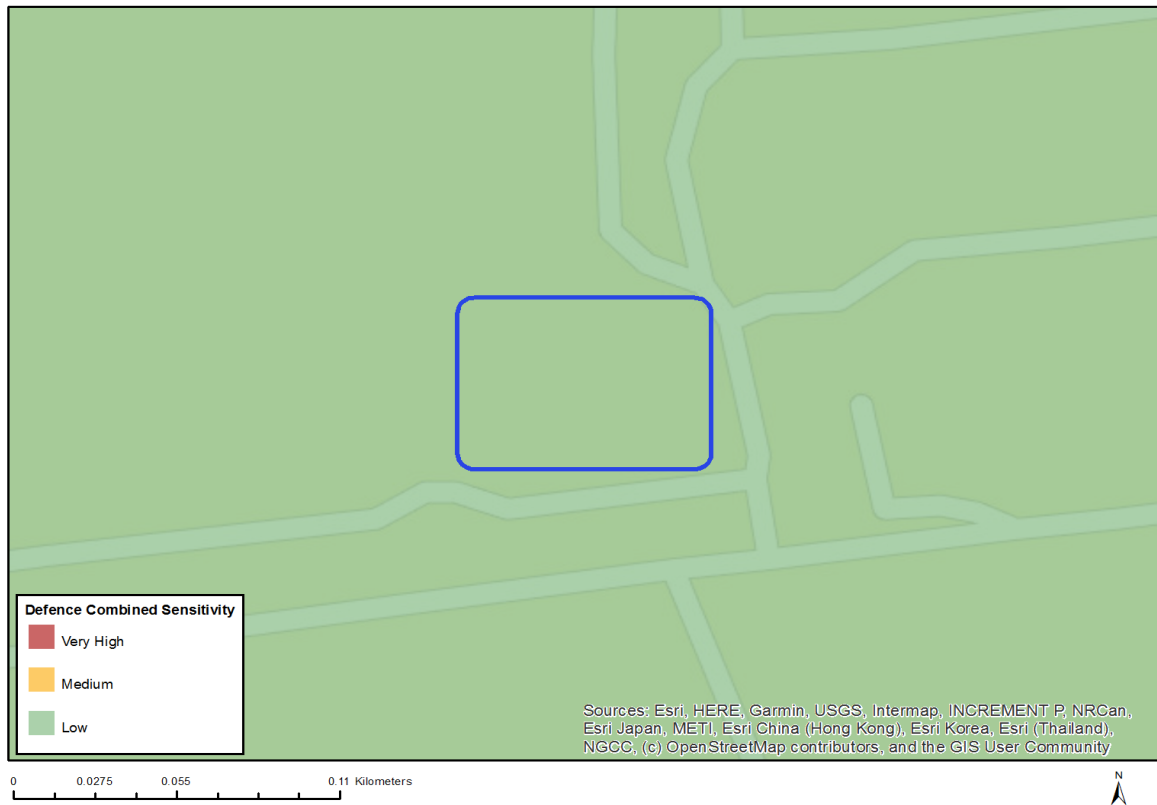 Defence Combined Sensitivity
Very High
Medium
Low
Sources: Esri, HERE, Garmin, USGS, Intermap, INCREMENT P, NRCan,
Esri Japan, METI, Esri China (Hong Kong), Esri Korea, Esri (Thailand),
NGCC, (c) OpenStreetMap contributors, and the GIS User Community
0 0.0275 0.055 0.11 Kilometers
N